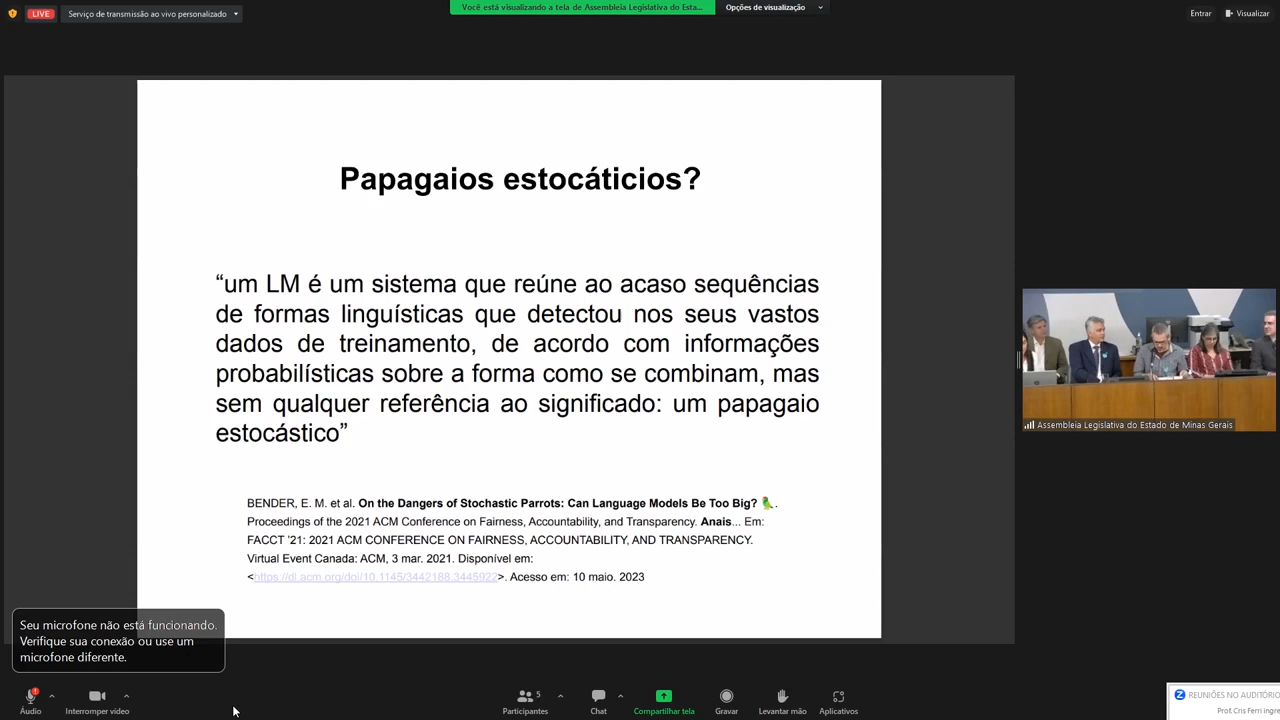 LIVE
Serviço de transmissão ao vivo personalizado
Você está visualizando a tela de Assembleia Legislativa do Esta...
Opções de visualização
Entrar
Visualizar
Papagaios estocáticios?
“um LM é um sistema que reúne ao acaso sequências
de formas linguísticas que detectou nos seus vastos
dados de treinamento, de acordo com informações
probabilísticas sobre a forma como se combinam, mas
sem qualquer referência ao significado: um papagaio
estocástico”
BENDER, E. M. et al. On the Dangers of Stochastic Parrots: Can Language Models Be Too Big? 🦜.
Proceedings of the 2021 ACM Conference on Fairness, Accountability, and Transparency. Anais... Em:
FACCT ’21: 2021 ACM CONFERENCE ON FAIRNESS, ACCOUNTABILITY, AND TRANSPARENCY.
Virtual Event Canada: ACM, 3 mar. 2021. Disponível em:
<https://dl.acm.org/doi/10.1145/3442188.3445922>. Acesso em: 10 maio. 2023
Assembleia Legislativa do Estado de Minas Gerais
Seu microfone não está funcionando.
Verifique sua conexão ou use um
microfone diferente.
Áudio
Interromper vídeo
5
Participantes
Chat
Compartilhar tela
Gravar
Levantar mão
Aplicativos
REUNIÕES NO AUDITÓRIO
Prof. Cris Ferri ingre